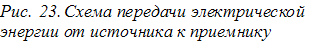 Рис. 23. Схема передачи электрической
энергии от источника к приемнику